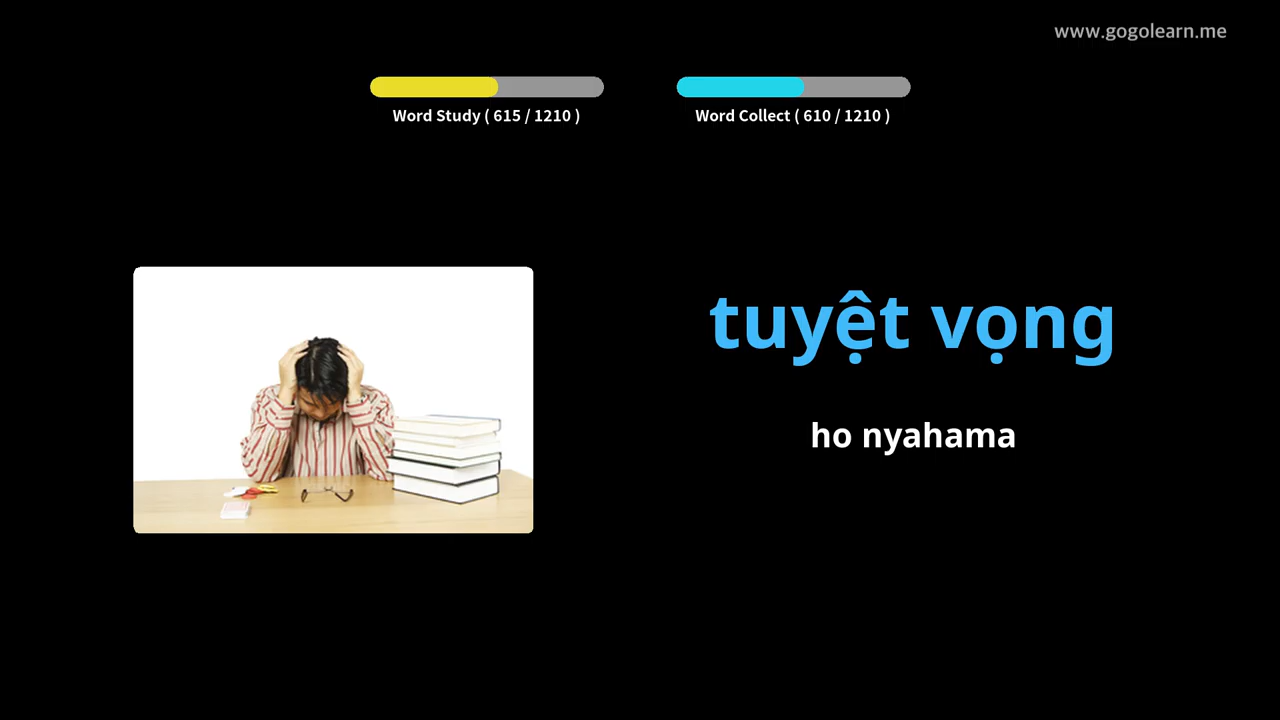 www.gogolearn.me
Word Study ( 615 / 1210 )
Word Collect ( 610 / 1210 )
tuyệt vọng
ho nyahama